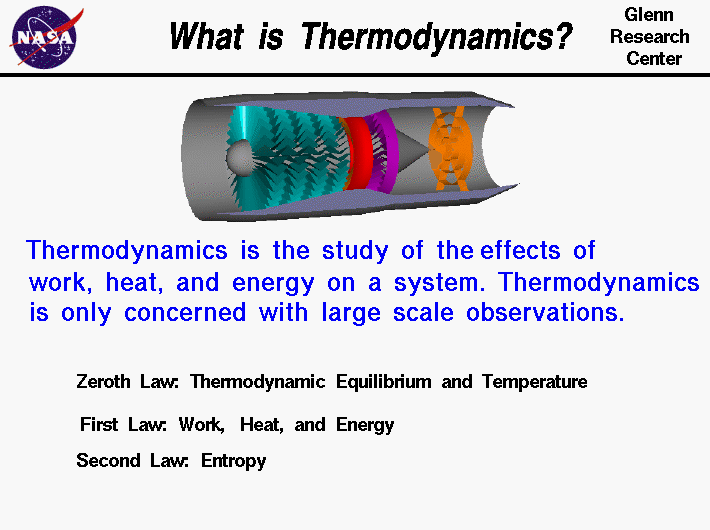 NASA
What is Thermodynamics?
Glenn
Research
Center
Thermodynamics is the study of the effects of
work, heat, and energy on a system. Thermodynamics
is only concerned with large scale observations.
Zeroth Law: Thermodynamic Equilibrium and Temperature
First Law: Work, Heat, and Energy
Second Law: Entropy